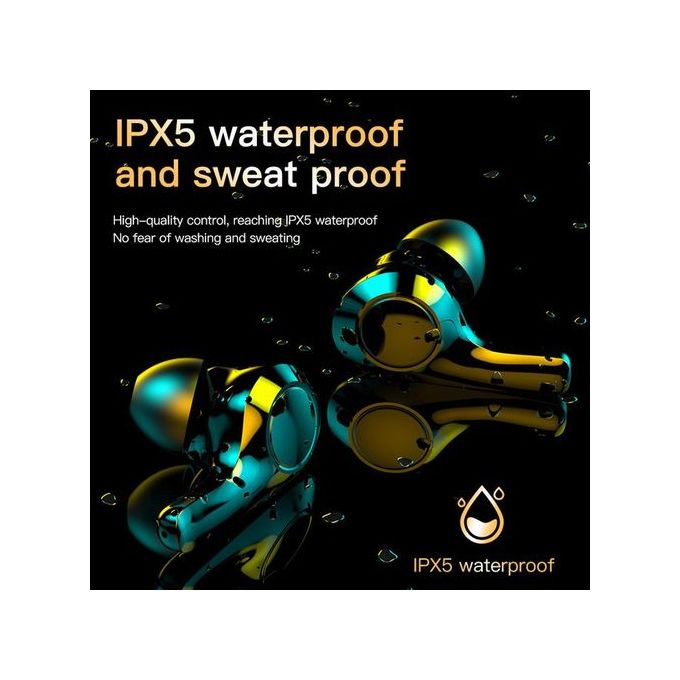 IPX5 waterproof
and sweat proof
High-quality control, reaching IPX5 waterproof
No fear of washing and sweating
IPX5 waterproof